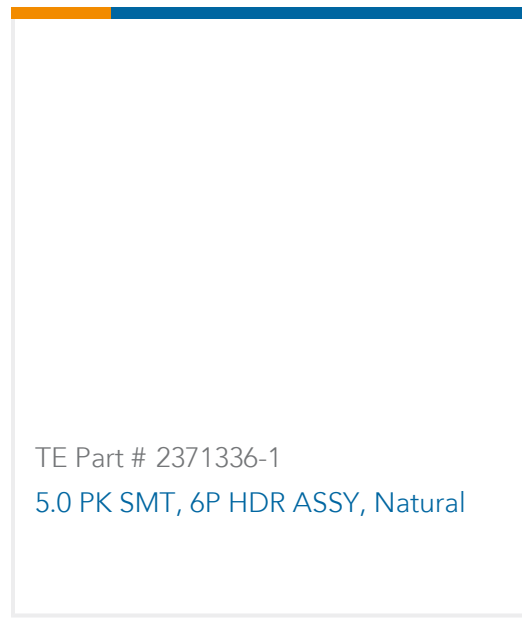 TE Part # 2371336-1
5.0 PK SMT, 6P HDR ASSY, Natural